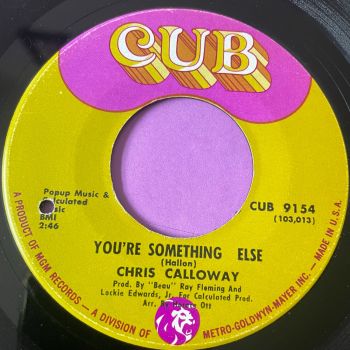 CUB
Popup Music &
Calculated
Music
BMI
2:46
CUB 9154
(103,013)
YOU'RE SOMETHING ELSE
(Hallon)
CHRIS CALLOWAY
Prod. By "Beau" Ray Fleming and
Lockie Edwards, Jr. For Calculated Prod.
Arr. By Ott
A PRODUCT OF MGM RECORDS — A DIVISION OF METRO-GOLDWYN-MAYER INC. — MADE IN U.S.A.